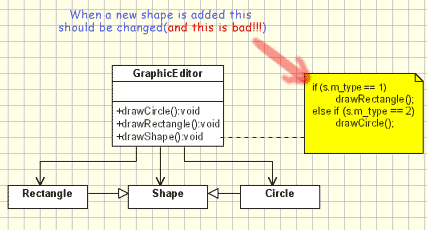 When a new shape is added this
should be changed(and this is bad!!!)
GraphicEditor
+drawCircle():void
+drawRectangle():void
+drawShape():void
if (s.m_type == 1)
drawRectangle();
else if (s.m_type == 2)
drawCircle();
Rectangle
Shape
Circle